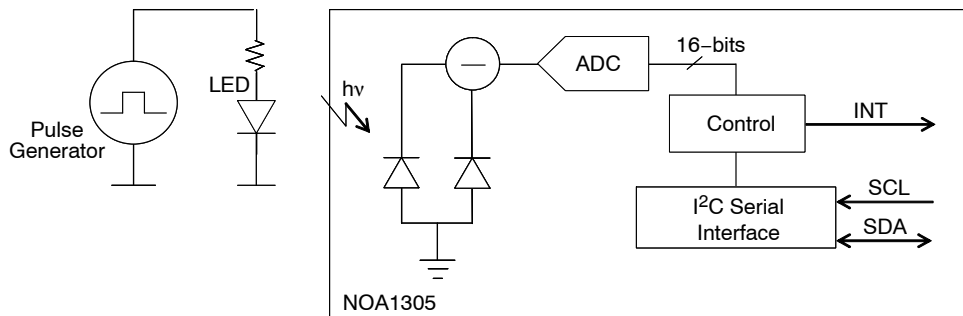 Pulse
Generator
LED
hν
ADC
16−bits
Control
INT
I²C Serial
Interface
SCL
SDA
NOA1305